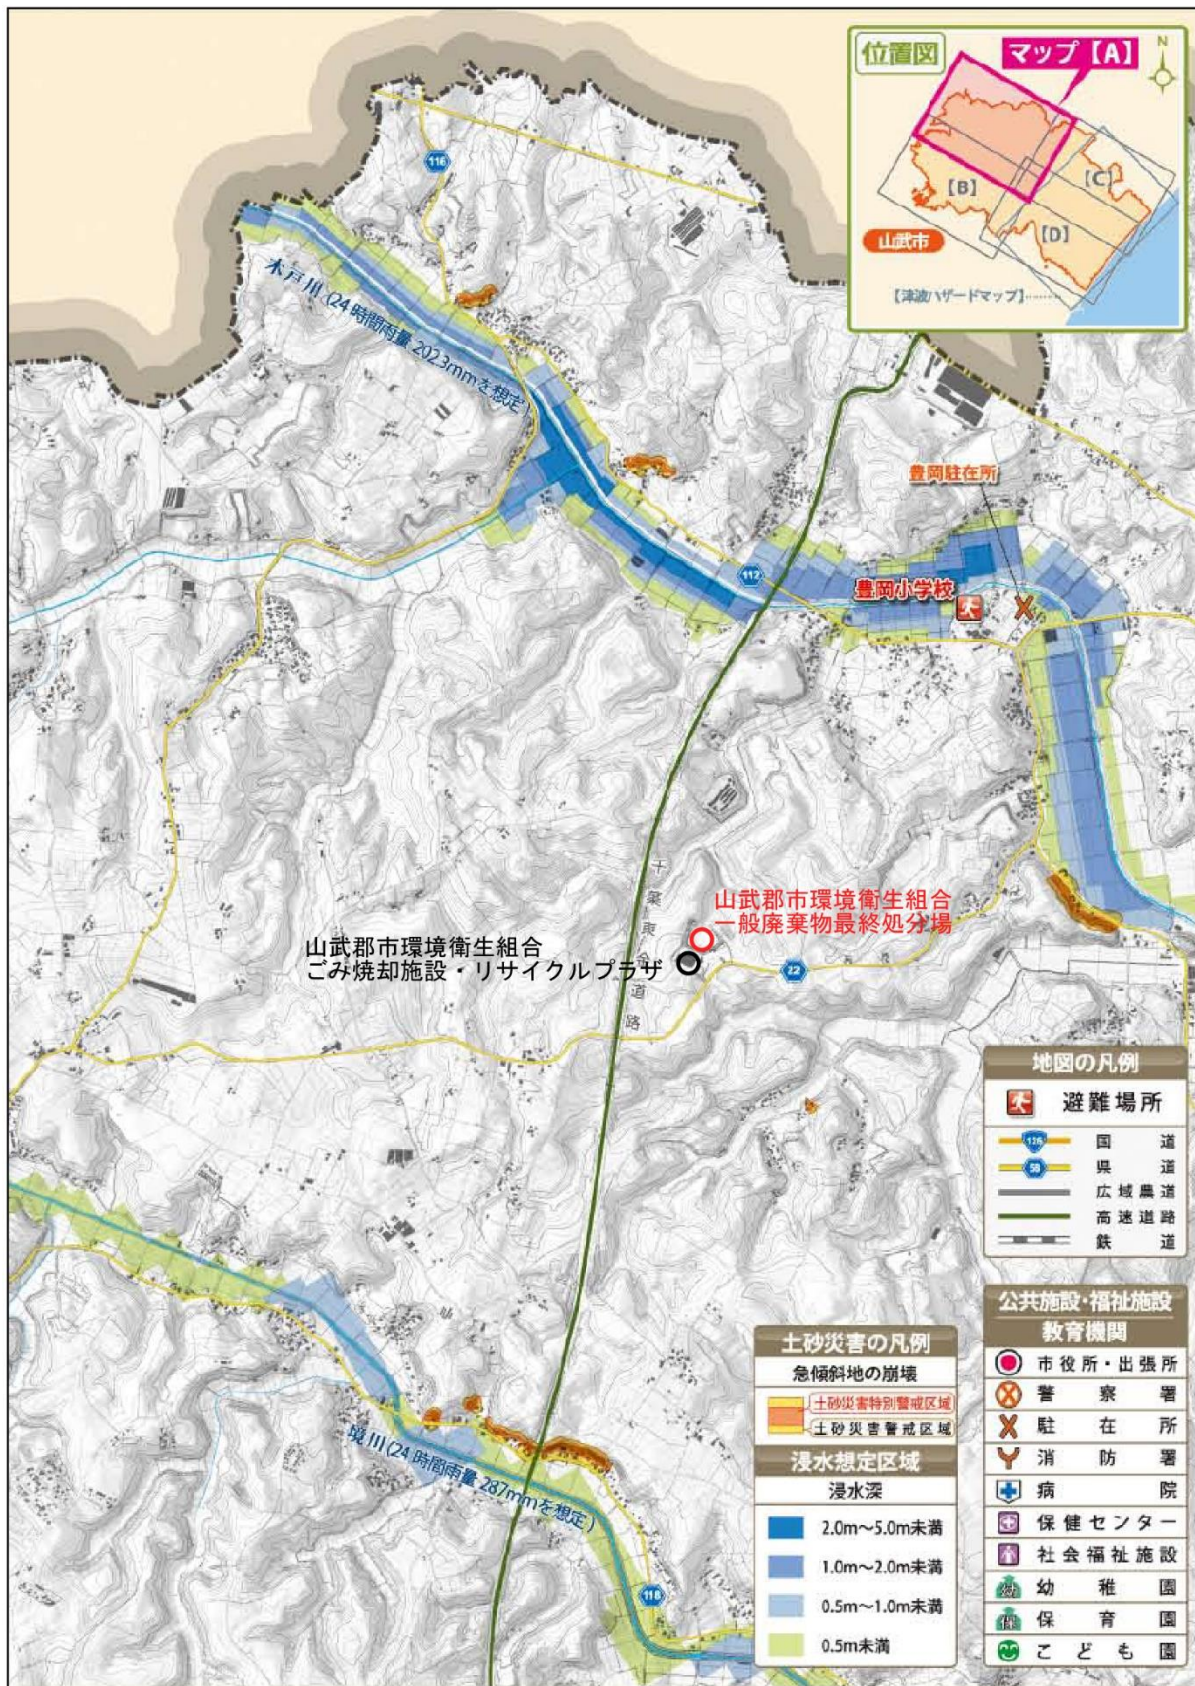 位置図
マップ【A】
N
【B】
【C】
【D】
山武市
【津波ハザードマップ】
116
木戸川(24時間雨量202.3mmを想定)
豊岡駐在所
112
豊岡小学校
千葉東金道路
山武郡市環境衛生組合
一般廃棄物最終処分場
山武郡市環境衛生組合
ごみ焼却施設・リサイクルプラザ
22
境川(24時間雨量287mmを想定)
118
地図の凡例
避難場所
126 国道
58 県道
広域農道
高速道路
鉄道
土砂災害の凡例
急傾斜地の崩壊
土砂災害特別警戒区域
土砂災害警戒区域
浸水想定区域
浸水深
2.0m～5.0m未満
1.0m～2.0m未満
0.5m～1.0m未満
0.5m未満
公共施設・福祉施設
教育機関
市役所・出張所
警察署
駐在所
消防署
病院
保健センター
社会福祉施設
幼 幼稚園
保 保育園
こども園